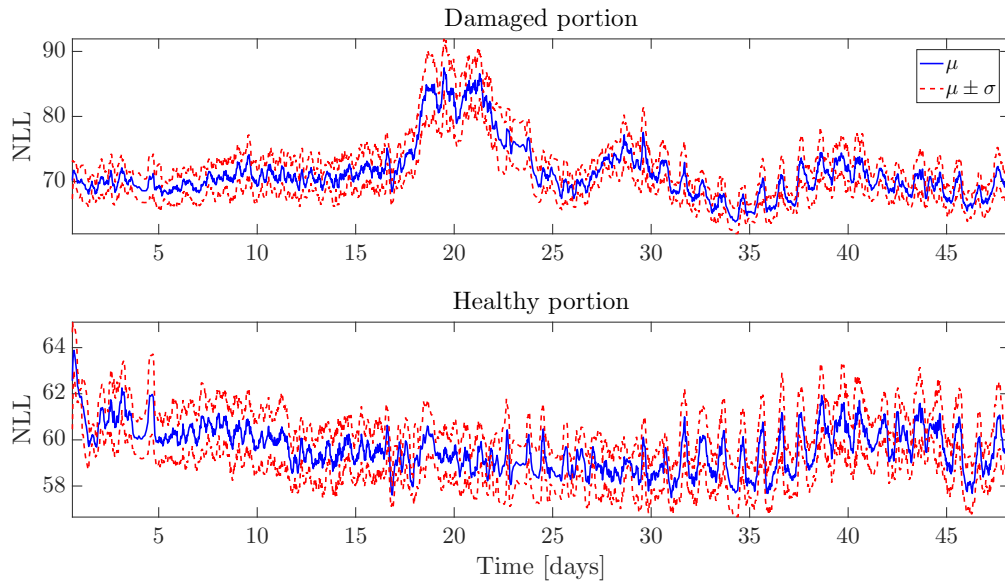 Damaged portion
90
80
70
NLL
μ
μ ± σ
5 10 15 20 25 30 35 40 45
Healthy portion
64
62
60
58
NLL
5 10 15 20 25 30 35 40 45
Time [days]